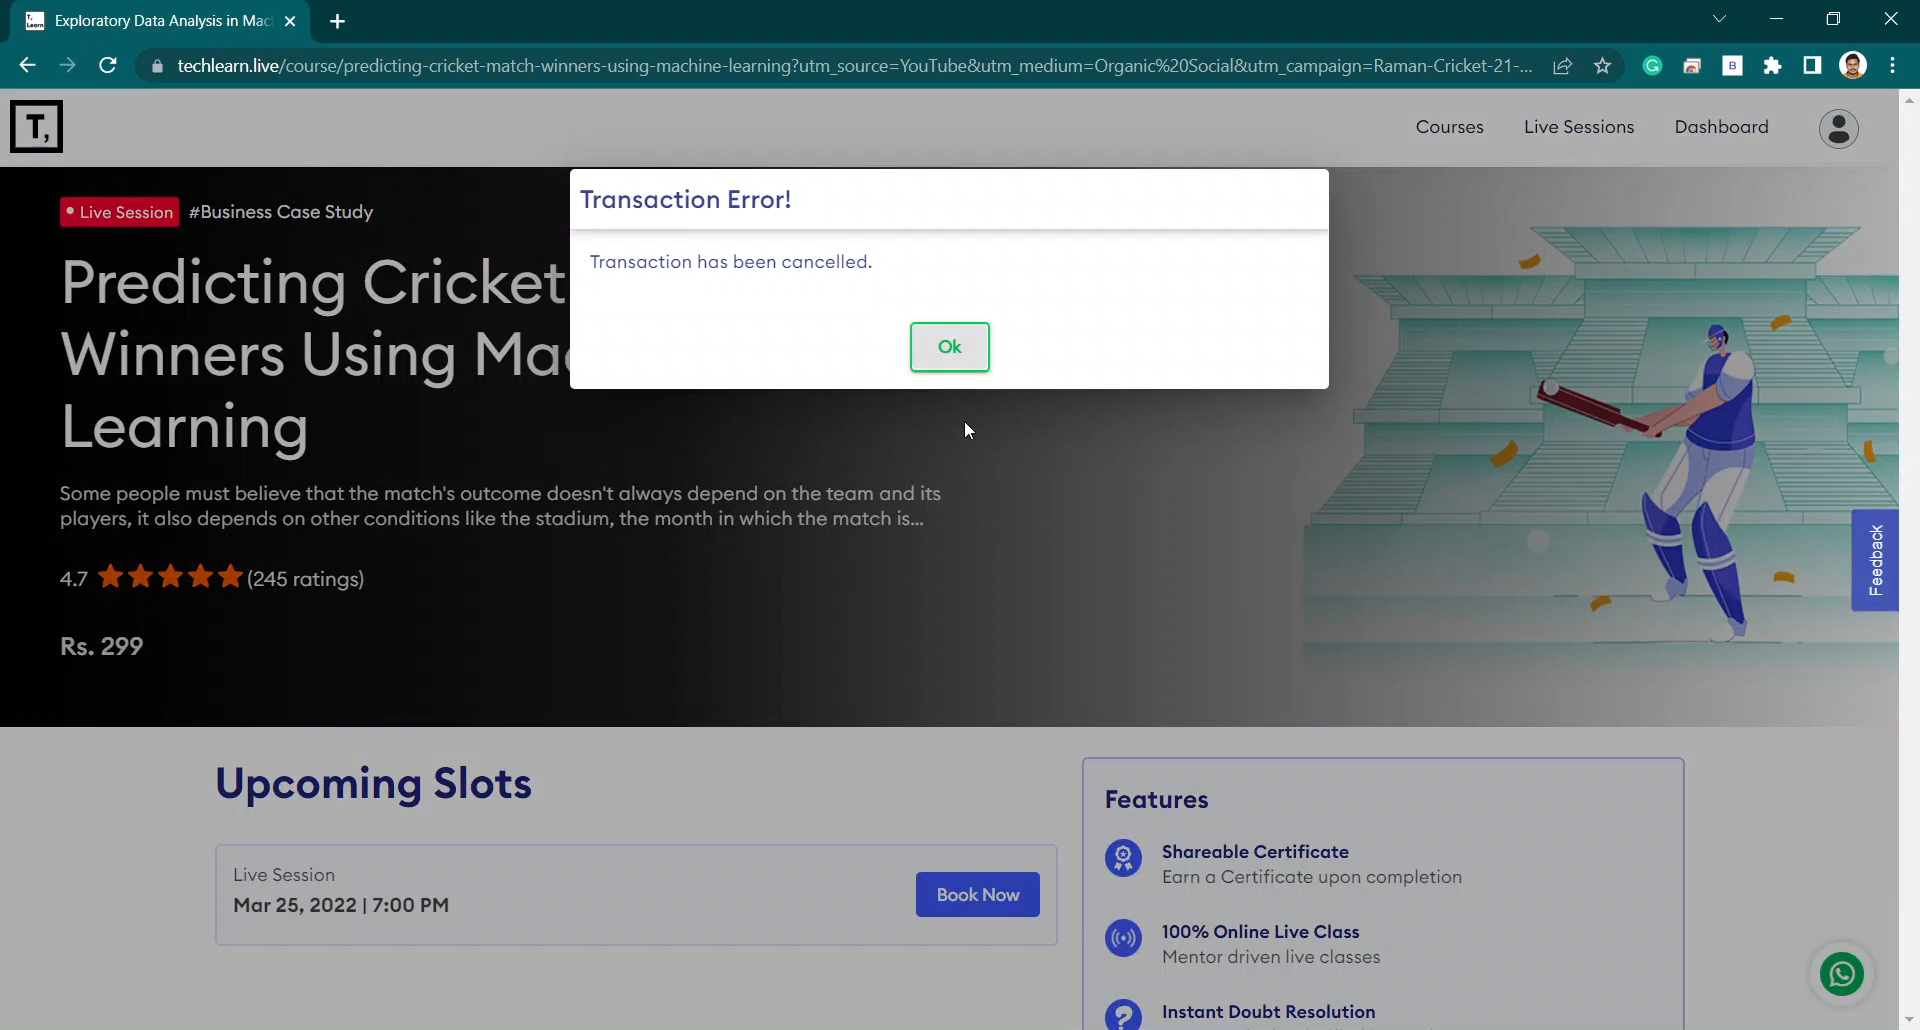 T, Learn
Exploratory Data Analysis in Mac
techlearn.live/course/predicting-cricket-match-winners-using-machine-learning?utm_source=YouTube&utm_medium=Organic%20Social&utm_campaign=Raman-Cricket-21-...
G
B
T,
Courses
Live Sessions
Dashboard
Live Session
#Business Case Study
Transaction Error!
Transaction has been cancelled.
Ok
Predicting Cricket
Winners Using Mac
Learning
Some people must believe that the match's outcome doesn't always depend on the team and its
players, it also depends on other conditions like the stadium, the month in which the match is...
Feedback
4.7
(245 ratings)
Rs. 299
Upcoming Slots
Live Session
Mar 25, 2022 | 7:00 PM
Book Now
Features
Shareable Certificate
Earn a Certificate upon completion
100% Online Live Class
Mentor driven live classes
?
Instant Doubt Resolution